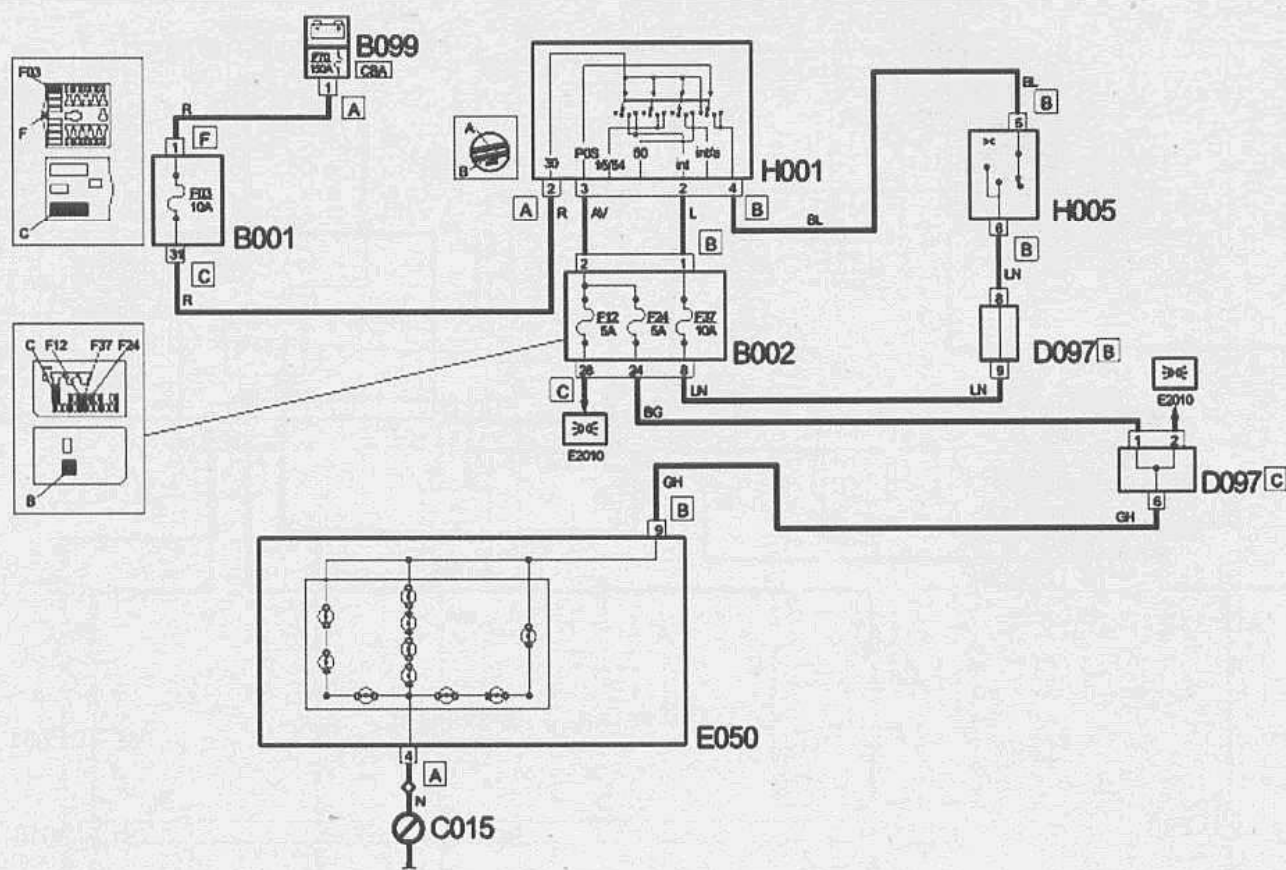 B099
F70
150A
CBA
1
A
R
F03
F
C
1
F
F03
10A
B001
31
C
R
A
B
30
POS
15/54
50
int
int/a
H001
A
2
3
2
4
B
R
AV
L
BL
B
BL
B
5
H005
6
B
LN
8
D097 B
9
LN
2
1
F12
5A
F24
5A
F37
10A
B002
C
28
24
8
LN
BG
E2010
C F12 F37 F24
B
E2010
1
2
D097 C
6
GH
GH
9
B
E050
4
A
N
C015